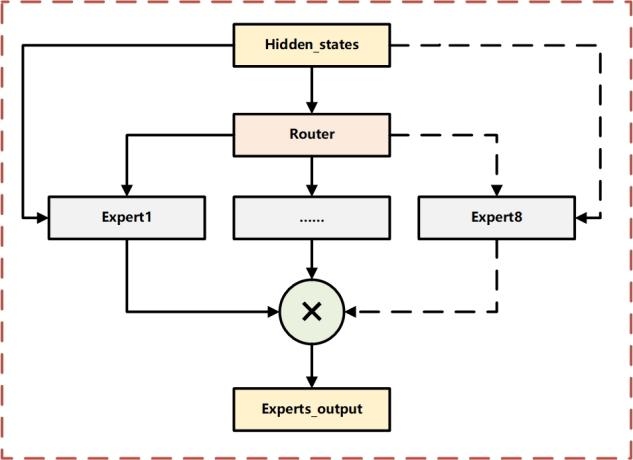 Hidden_states
Router
Expert1
......
Expert8
×
Experts_output